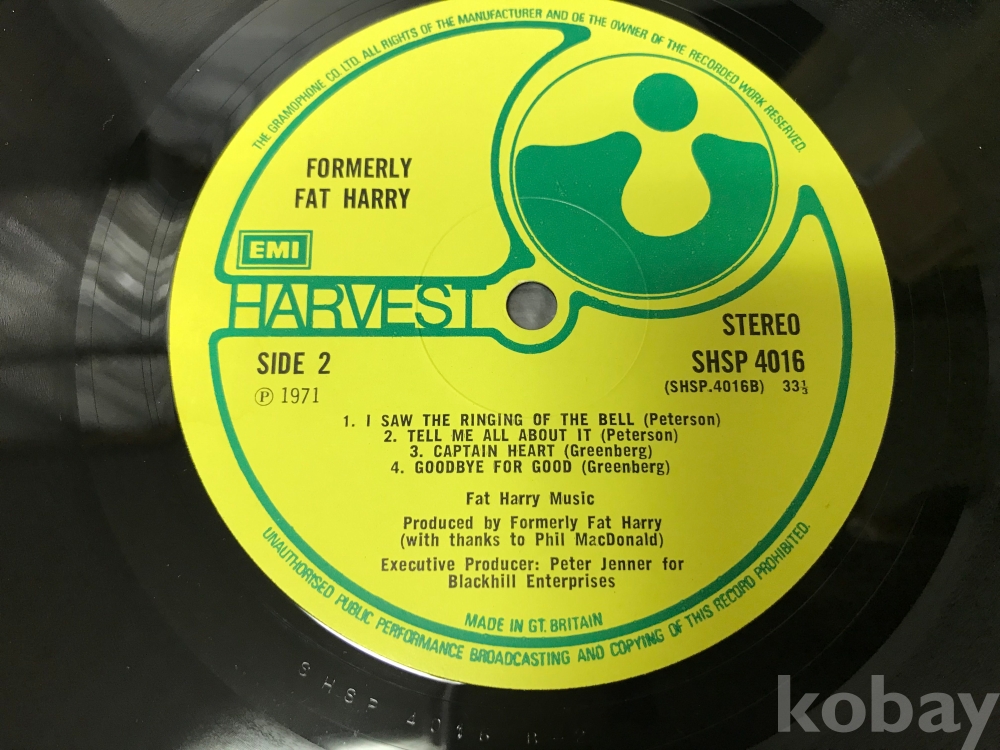 THE GRAMOPHONE CO. LTD. ALL RIGHTS OF THE MANUFACTURER AND OF THE OWNER OF THE RECORDED WORK RESERVED.
FORMERLY
FAT HARRY
EMI
HARVEST
STEREO
SIDE 2
SHSP 4016
(SHSP.4016B) 33⅓
℗ 1971
1. I SAW THE RINGING OF THE BELL (Peterson)
2. TELL ME ALL ABOUT IT (Peterson)
3. CAPTAIN HEART (Greenberg)
4. GOODBYE FOR GOOD (Greenberg)
Fat Harry Music
Produced by Formerly Fat Harry
(with thanks to Phil MacDonald)
Executive Producer: Peter Jenner for
Blackhill Enterprises
MADE IN GT. BRITAIN
UNAUTHORISED PUBLIC PERFORMANCE BROADCASTING AND COPYING OF THIS RECORD PROHIBITED.
SHSP 4016
kobay